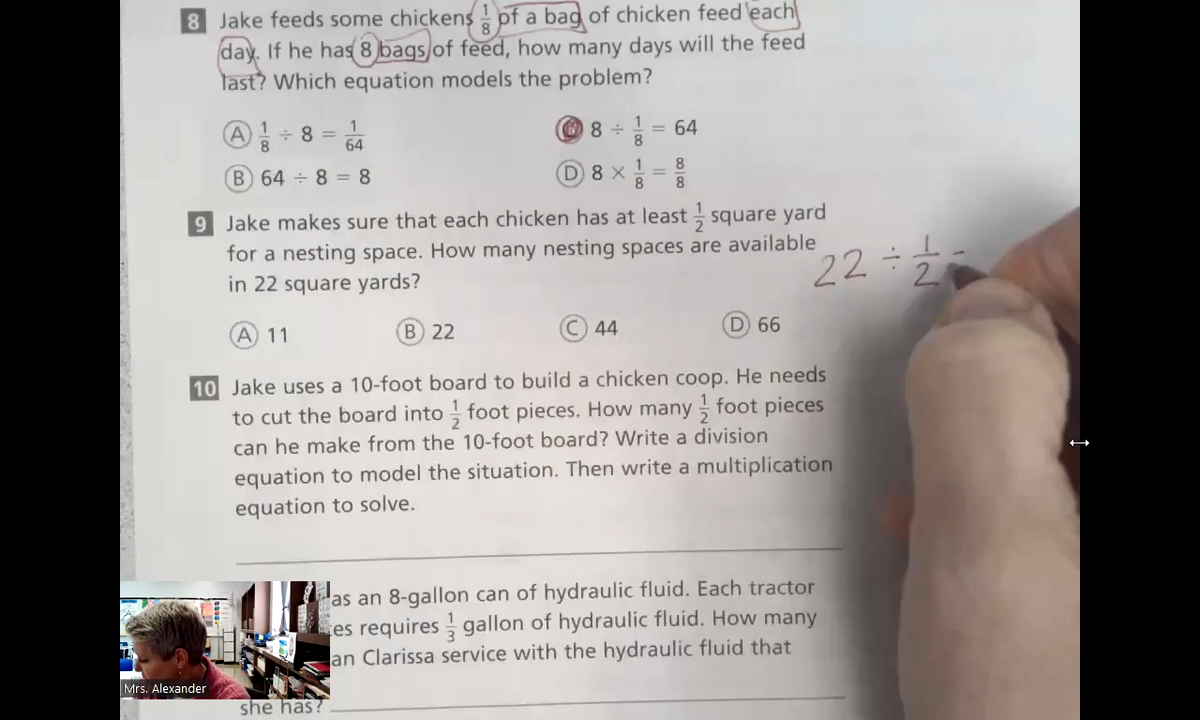 8 Jake feeds some chickens 1/8 of a bag of chicken feed each
day. If he has 8 bags of feed, how many days will the feed
last? Which equation models the problem?
A 1/8 ÷ 8 = 1/64
8 ÷ 1/8 = 64
B 64 ÷ 8 = 8
D 8 × 1/8 = 8/8
9 Jake makes sure that each chicken has at least 1/2 square yard
for a nesting space. How many nesting spaces are available
in 22 square yards?
22 ÷ 1/2 =
A 11 B 22 C 44 D 66
10 Jake uses a 10-foot board to build a chicken coop. He needs
to cut the board into 1/2 foot pieces. How many 1/2 foot pieces
can he make from the 10-foot board? Write a division
equation to model the situation. Then write a multiplication
equation to solve.
as an 8-gallon can of hydraulic fluid. Each tractor
es requires 1/3 gallon of hydraulic fluid. How many
an Clarissa service with the hydraulic fluid that
she has?
Mrs. Alexander